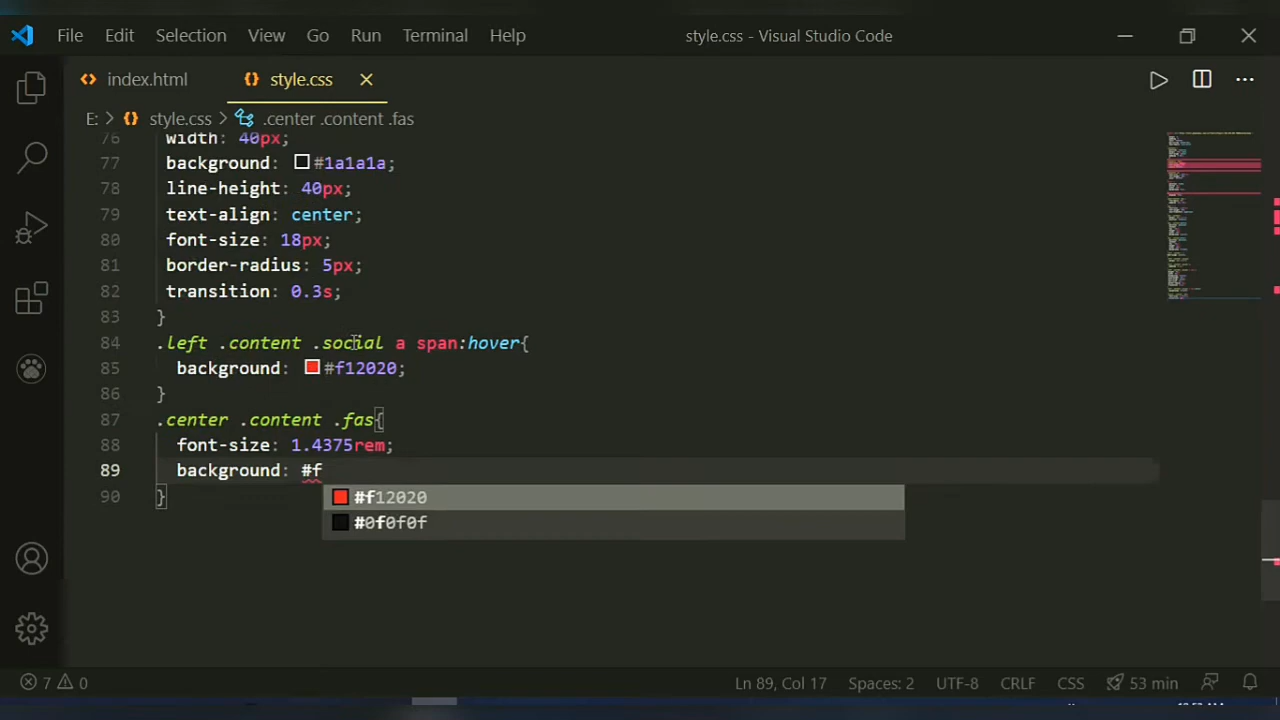 File Edit Selection View Go Run Terminal Help style.css - Visual Studio Code
index.html style.css
E: > style.css > .center .content .fas
76 width: 40px;
77 background: #1a1a1a;
78 line-height: 40px;
79 text-align: center;
80 font-size: 18px;
81 border-radius: 5px;
82 transition: 0.3s;
83 }
84 .left .content .social a span:hover{
85 background: #f12020;
86 }
87 .center .content .fas{
88 font-size: 1.4375rem;
89 background: #f
#f12020
90 }
#0f0f0f
7 0 Ln 89, Col 17 Spaces: 2 UTF-8 CRLF CSS 53 min